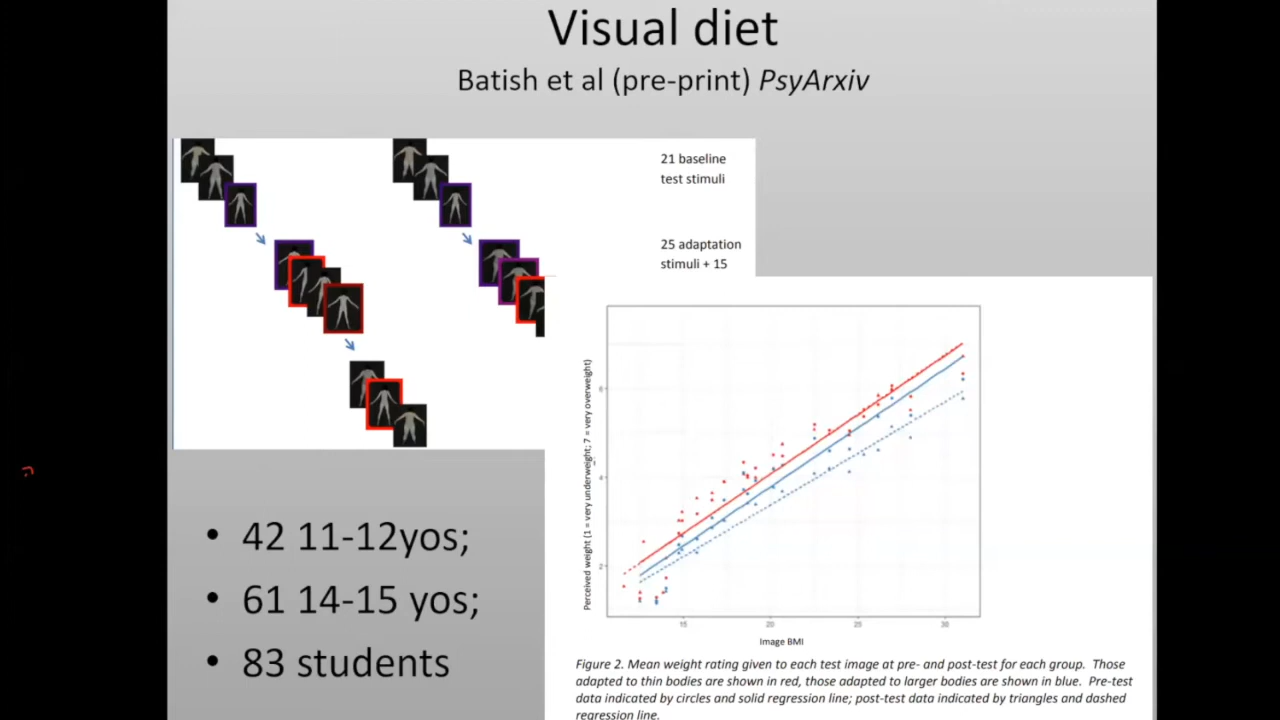 Visual diet
Batish et al (pre-print) PsyArxiv
21 baseline
test stimuli
25 adaptation
stimuli + 15
Perceived weight (1 = very underweight; 7 = very overweight)
6
4
2
15
20
25
30
Image BMI
Figure 2. Mean weight rating given to each test image at pre- and post-test for each group. Those
adapted to thin bodies are shown in red, those adapted to larger bodies are shown in blue. Pre-test
data indicated by circles and solid regression line; post-test data indicated by triangles and dashed
regression line.
• 42 11-12yos;
• 61 14-15 yos;
• 83 students